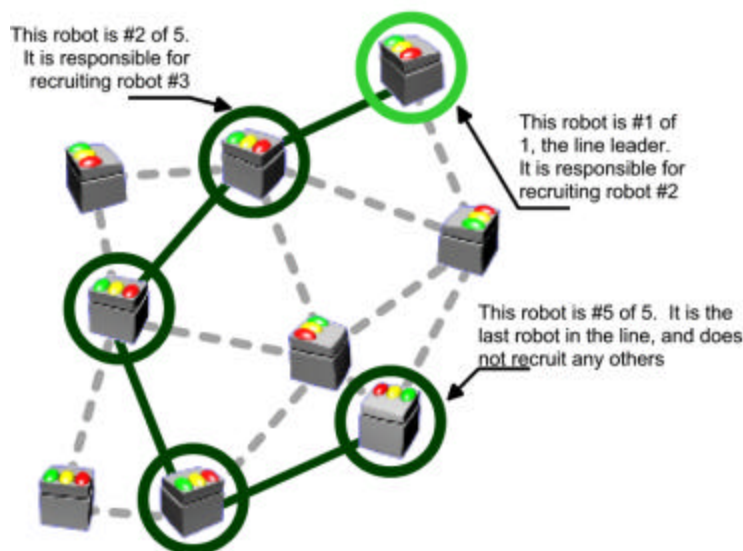 This robot is #2 of 5.
It is responsible for
recruiting robot #3
This robot is #1 of
1, the line leader.
It is responsible for
recruiting robot #2
This robot is #5 of 5.  It is the
last robot in the line, and does
not recruit any others